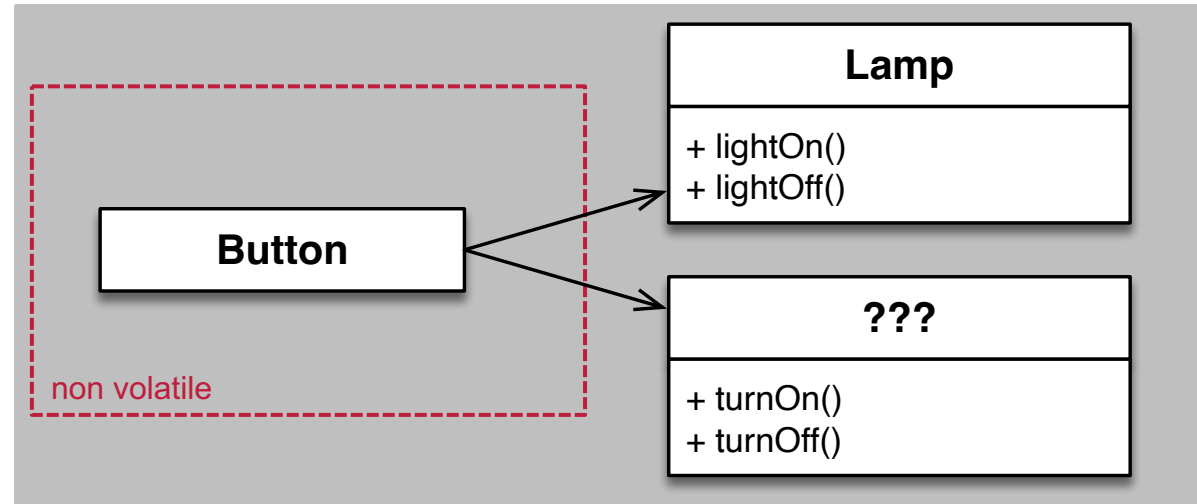 Lamp
+ lightOn()
+ lightOff()
Button
non volatile
???
+ turnOn()
+ turnOff()